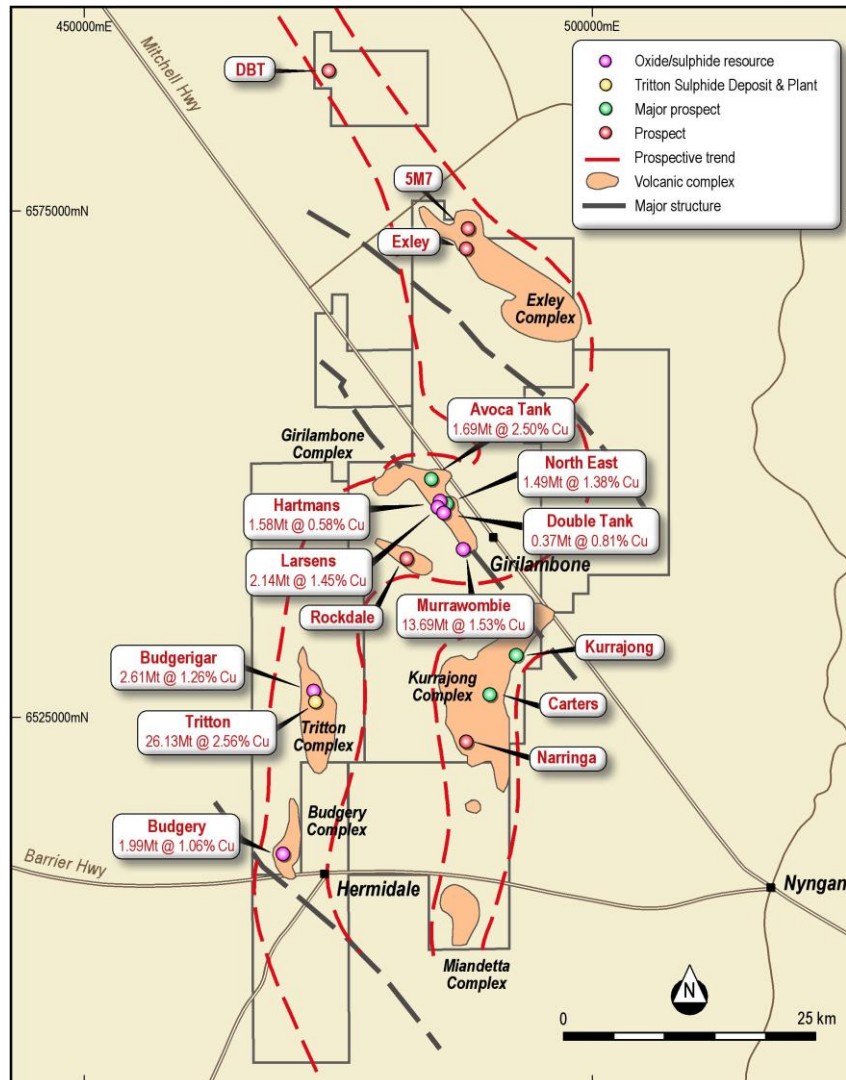 450000mE
500000mE
Mitchell Hwy
DBT
Oxide/sulphide resource
Tritton Sulphide Deposit & Plant
Major prospect
Prospect
Prospective trend
Volcanic complex
Major structure
5M7
6575000mN
Exley
Exley
Complex
Avoca Tank
1.69Mt @ 2.50% Cu
Girilambone
Complex
North East
1.49Mt @ 1.38% Cu
Hartmans
1.58Mt @ 0.58% Cu
Double Tank
0.37Mt @ 0.81% Cu
Larsens
2.14Mt @ 1.45% Cu
Girilambone
Rockdale
Murrawombie
13.69Mt @ 1.53% Cu
Kurrajong
Budgerigar
2.61Mt @ 1.26% Cu
Kurrajong
Complex
Carters
6525000mN
Tritton
26.13Mt @ 2.56% Cu
Tritton
Complex
Narringa
Budgery
Complex
Budgery
1.99Mt @ 1.06% Cu
Barrier Hwy
Hermidale
Nyngan
Miandetta
Complex
N
0
25 km